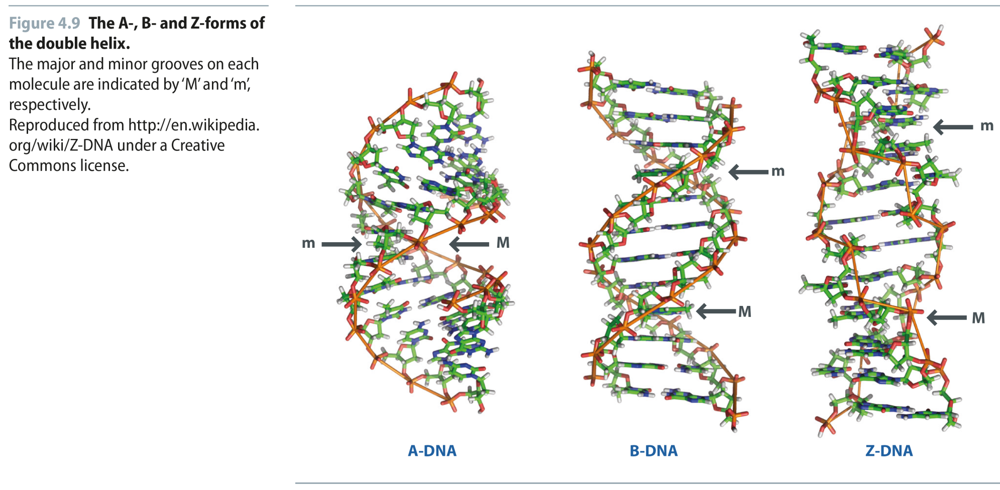 Figure 4.9 The A-, B- and Z-forms of
the double helix.
The major and minor grooves on each
molecule are indicated by ‘M’ and ‘m’,
respectively.
Reproduced from http://en.wikipedia.
org/wiki/Z-DNA under a Creative
Commons license.
m
M
A-DNA
m
M
B-DNA
m
M
Z-DNA